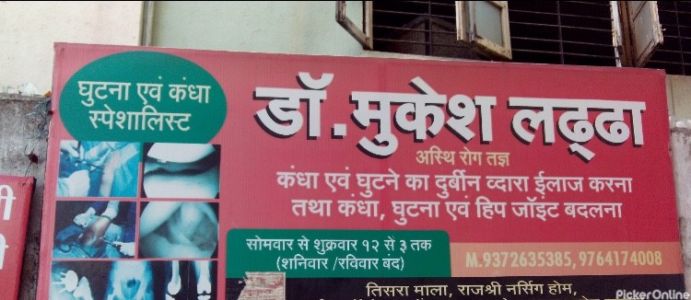 घुटना एवं कंधा
स्पेशालिस्ट
डॉ. मुकेश लढ्ढा
अस्थि रोग तज्ञ
कंधा एवं घुटने का दुर्बीन व्दारा ईलाज करना
तथा कंधा, घुटना एवं हिप जॉइंट बदलना
सोमवार से शुक्रवार १२ से ३ तक
(शनिवार /रविवार बंद)
M.9372635385, 9764174008
तिसरा माला, राजश्री नर्सिंग होम,
PickerOnline